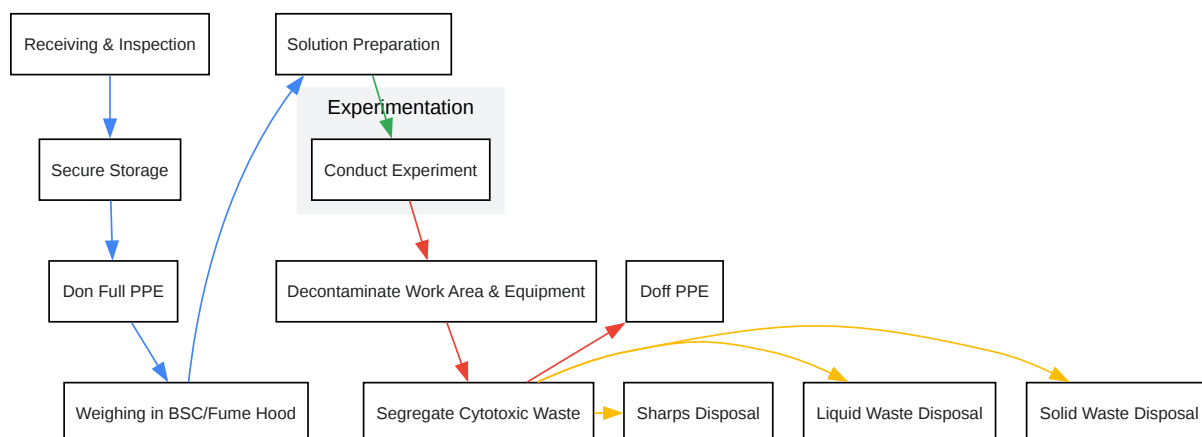 Receiving & Inspection
Solution Preparation
Experimentation
Secure Storage
Conduct Experiment
Don Full PPE
Decontaminate Work Area & Equipment
Doff PPE
Weighing in BSC/Fume Hood
Segregate Cytotoxic Waste
Sharps Disposal
Liquid Waste Disposal
Solid Waste Disposal